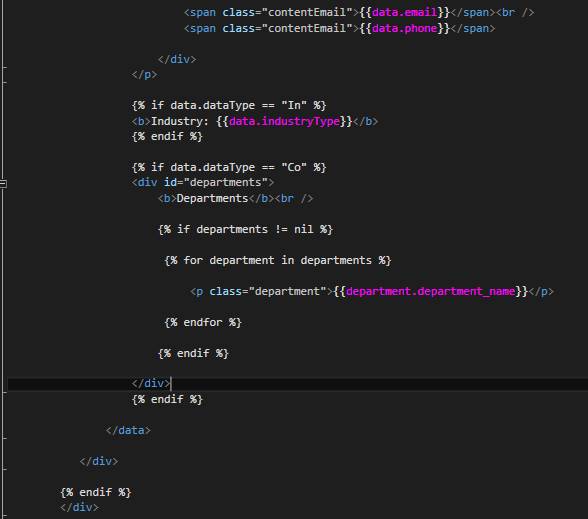 <span class="contentEmail">{{data.email}}</span><br />
<span class="contentEmail">{{data.phone}}</span>
</div>
</p>
{% if data.dataType == "In" %}
<b>Industry: {{data.industryType}}</b>
{% endif %}
{% if data.dataType == "Co" %}
<div id="departments">
<b>Departments</b><br />
{% if departments != nil %}
{% for department in departments %}
<p class="department">{{department.department_name}}</p>
{% endfor %}
{% endif %}
</div>
{% endif %}
</data>
</div>
{% endif %}
</div>